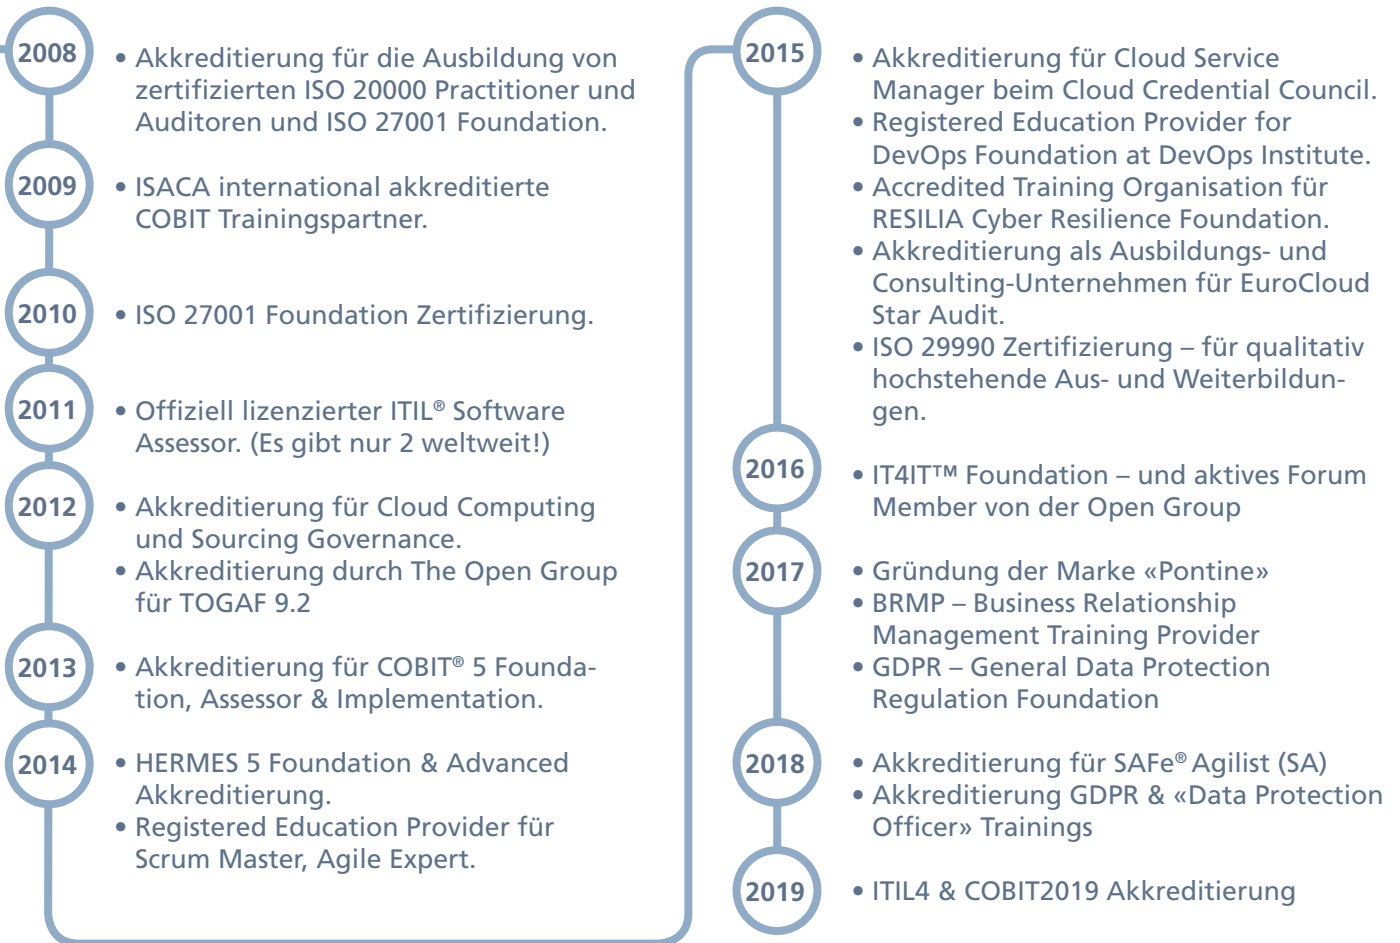 2008
• Akkreditierung für die Ausbildung von
zertifizierten ISO 20000 Practitioner und
Auditoren und ISO 27001 Foundation.
2009
• ISACA international akkreditierte
COBIT Trainingspartner.
2010
• ISO 27001 Foundation Zertifizierung.
2011
• Offiziell lizenzierter ITIL® Software
Assessor. (Es gibt nur 2 weltweit!)
2012
• Akkreditierung für Cloud Computing
und Sourcing Governance.
• Akkreditierung durch The Open Group
für TOGAF 9.2
2013
• Akkreditierung für COBIT® 5 Founda-
tion, Assessor & Implementation.
2014
• HERMES 5 Foundation & Advanced
Akkreditierung.
• Registered Education Provider für
Scrum Master, Agile Expert.
2015
• Akkreditierung für Cloud Service
Manager beim Cloud Credential Council.
• Registered Education Provider for
DevOps Foundation at DevOps Institute.
• Accredited Training Organisation für
RESILIA Cyber Resilience Foundation.
• Akkreditierung als Ausbildungs- und
Consulting-Unternehmen für EuroCloud
Star Audit.
• ISO 29990 Zertifizierung – für qualitativ
hochstehende Aus- und Weiterbildun-
gen.
2016
• IT4IT™ Foundation – und aktives Forum
Member von der Open Group
2017
• Gründung der Marke «Pontine»
• BRMP – Business Relationship
Management Training Provider
• GDPR – General Data Protection
Regulation Foundation
2018
• Akkreditierung für SAFe® Agilist (SA)
• Akkreditierung GDPR & «Data Protection
Officer» Trainings
2019
• ITIL4 & COBIT2019 Akkreditierung